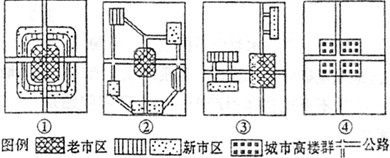 ① ② ③ ④
图例 老市区 新市区 城市高楼群 公路